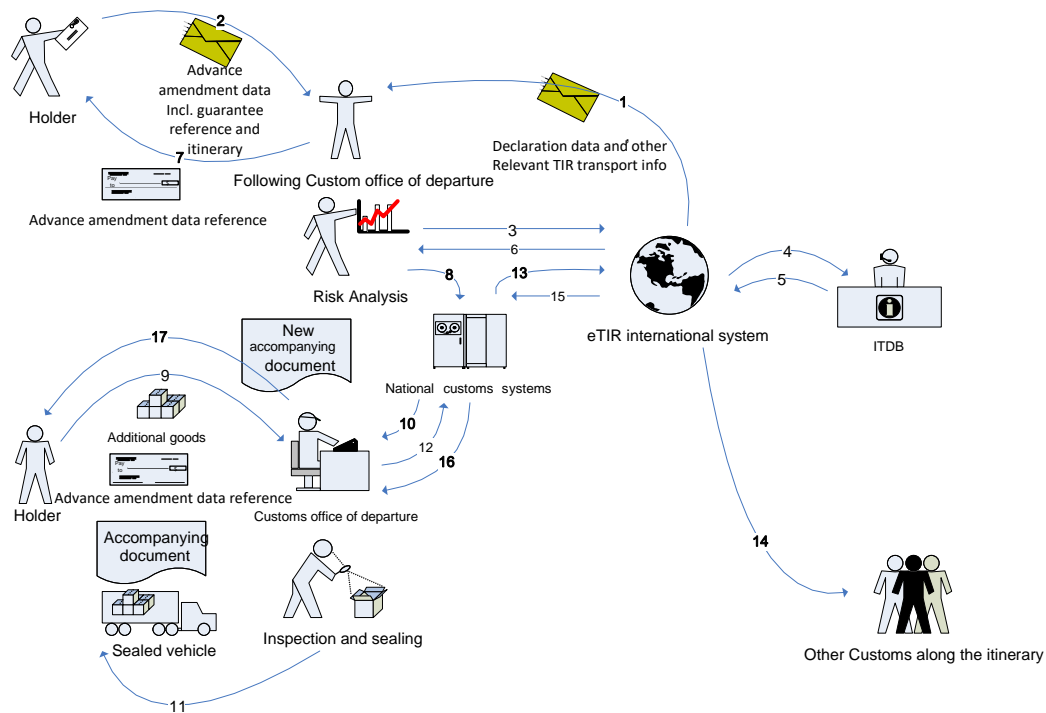 2
Advance
amendment data
Incl. guarantee
reference and
itinerary
Holder
7
Pay
to
Advance amendment data reference
Following Custom office of departure
1
Declaration data and other
Relevant TIR transport info
3
6
Risk Analysis
8
13
15
eTIR international system
4
5
ITDB
National customs systems
New
accompanying
document
17
9
Additional goods
Pay
to
Advance amendment data reference
Holder
10
12
16
Customs office of departure
Accompanying
document
Sealed vehicle
Inspection and sealing
11
14
Other Customs along the itinerary